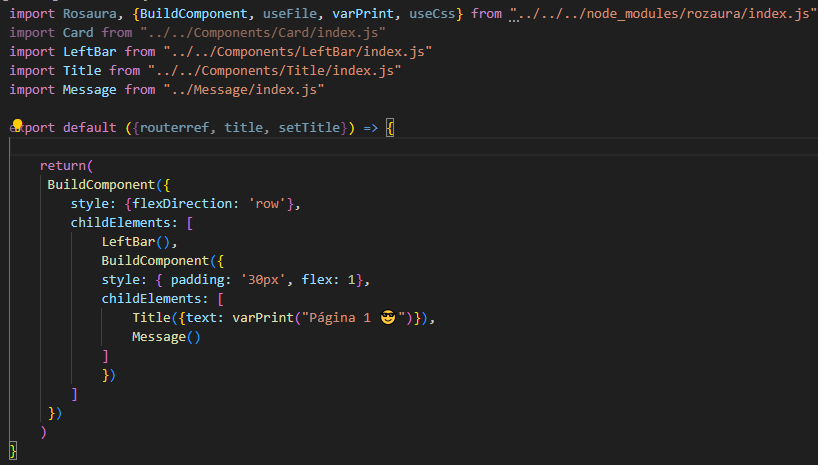 import Rosaura, {BuildComponent, useFile, varPrint, useCss} from "../../../node_modules/rozaura/index.js"
import Card from "../../Components/Card/index.js"
import LeftBar from "../../Components/LeftBar/index.js"
import Title from "../../Components/Title/index.js"
import Message from "../Message/index.js"
export default ({routerref, title, setTitle}) => {
return(
BuildComponent({
style: {flexDirection: 'row'},
childElements: [
LeftBar(),
BuildComponent({
style: { padding: '30px', flex: 1},
childElements: [
Title({text: varPrint("Página 1 😎")}),
Message()
]
})
]
})
)
}